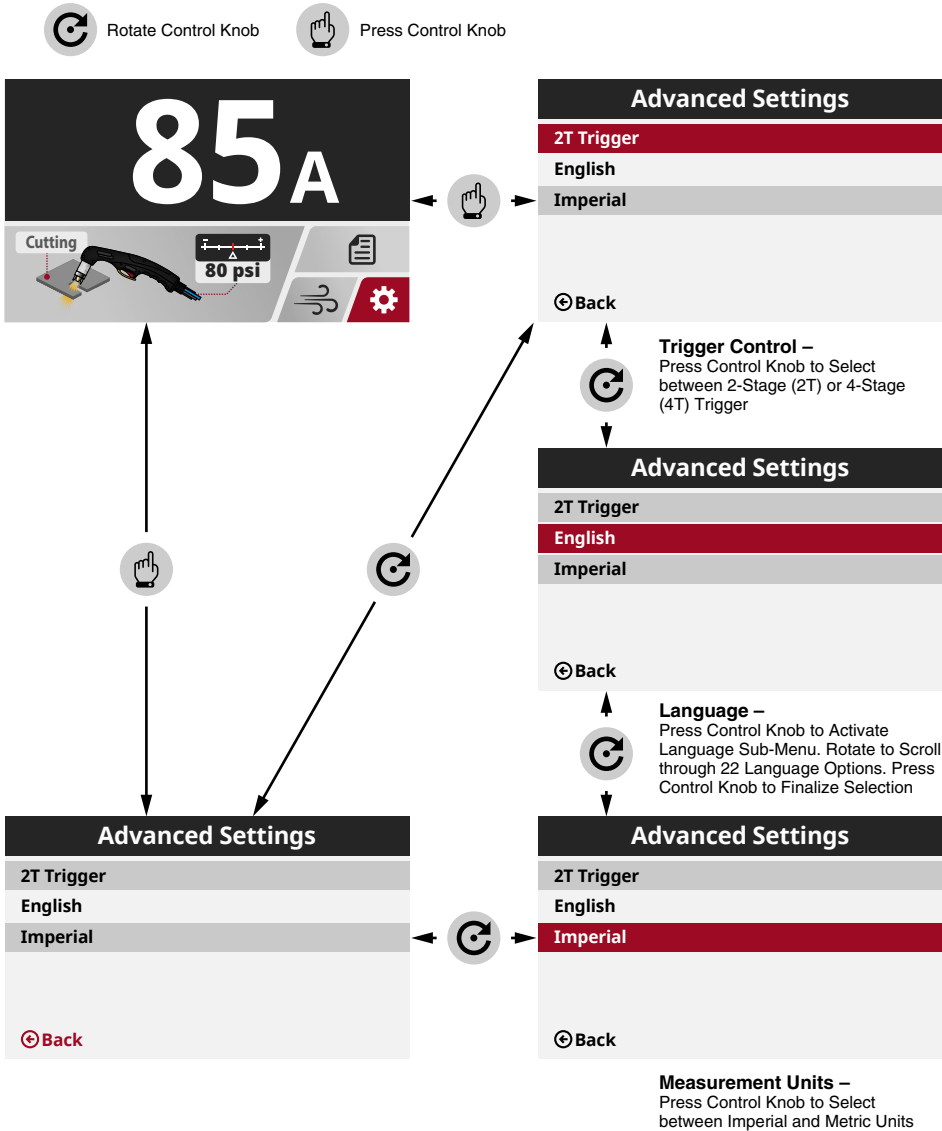 Rotate Control Knob
Press Control Knob
85A
Cutting
- +
80 psi
Advanced Settings
2T Trigger
English
Imperial
Back
Trigger Control –
Press Control Knob to Select
between 2-Stage (2T) or 4-Stage
(4T) Trigger
Advanced Settings
2T Trigger
English
Imperial
Back
Language –
Press Control Knob to Activate
Language Sub-Menu. Rotate to Scroll
through 22 Language Options. Press
Control Knob to Finalize Selection
Advanced Settings
2T Trigger
English
Imperial
Back
Advanced Settings
2T Trigger
English
Imperial
Back
Measurement Units –
Press Control Knob to Select
between Imperial and Metric Units